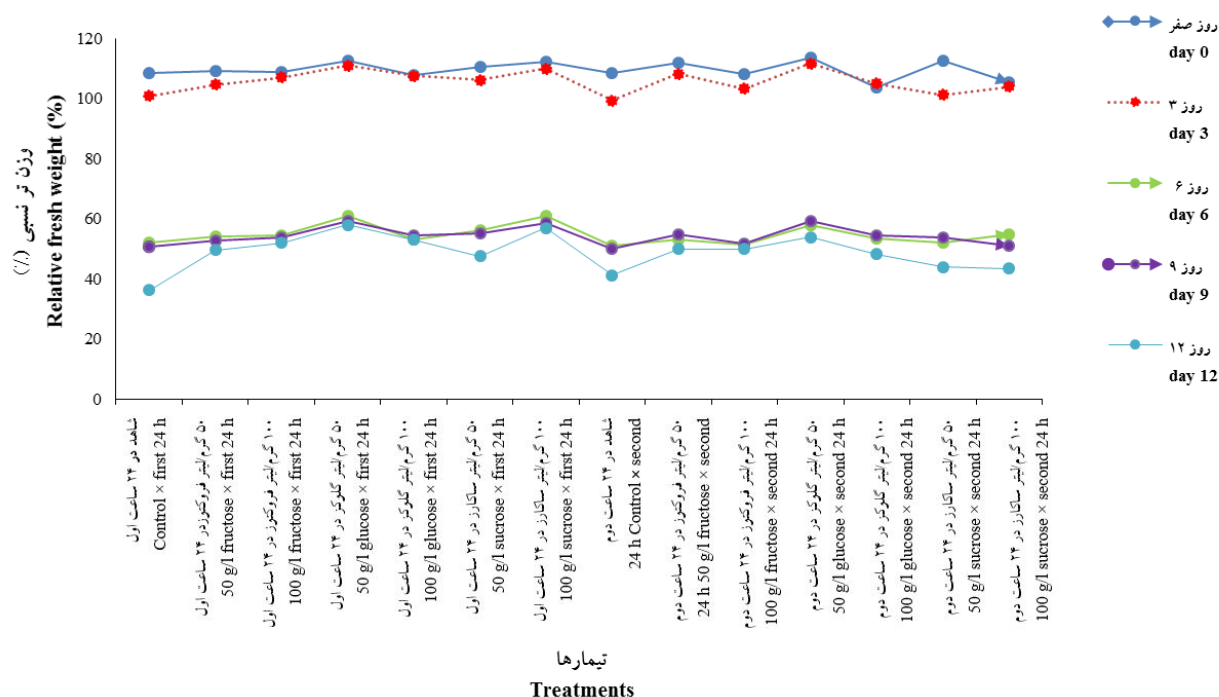 روز صفر
day 0
روز ۳
day 3
روز ۶
day 6
روز ۹
day 9
روز ۱۲
day 12
وزن تر نسبی (٪)
Relative fresh weight (%)
120
100
80
60
40
20
0
شاهد در ۲۴ ساعت اول
Control × first 24 h
۵۰ گرم/لیتر فروکتوزدر ۲۴ ساعت اول
50 g/l fructose × first 24 h
۱۰۰ گرم/لیتر فروکتوزدر ۲۴ ساعت اول
100 g/l fructose × first 24 h
۵۰ گرم/لیتر گلوکز در ۲۴ ساعت اول
50 g/l glucose × first 24 h
۱۰۰ گرم/لیتر گلوکز در ۲۴ ساعت اول
100 g/l glucose × first 24 h
۵۰ گرم/لیتر ساکارز در ۲۴ ساعت اول
50 g/l sucrose × first 24 h
۱۰۰ گرم/لیتر ساکارز در ۲۴ ساعت اول
100 g/l sucrose × first 24 h
شاهد در ۲۴ ساعت دوم
24 h Control × second
۵۰ گرم/لیتر فروکتوز در ۲۴ ساعت دوم
24 h 50 g/l fructose × second
۱۰۰ گرم/لیتر فروکتوز در ۲۴ ساعت دوم
100 g/l fructose × second 24 h
۵۰ گرم/لیتر گلوکز در ۲۴ ساعت دوم
50 g/l glucose × second 24 h
۱۰۰ گرم/لیتر گلوکز در ۲۴ ساعت دوم
100 g/l glucose × second 24 h
۵۰ گرم/لیتر ساکارز در ۲۴ ساعت دوم
50 g/l sucrose × second 24 h
۱۰۰ گرم/لیتر ساکارز در ۲۴ ساعت دوم
100 g/l sucrose × second 24 h
تیمارها
Treatments